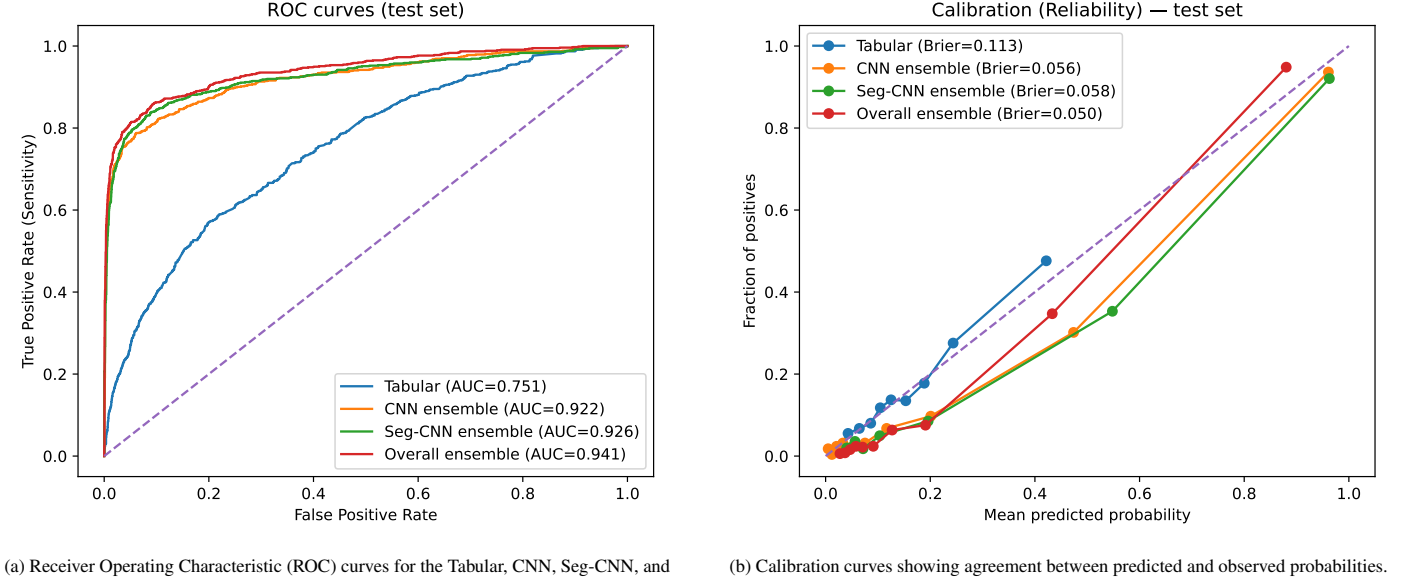 ROC curves (test set)
True Positive Rate (Sensitivity)
1.0
0.8
0.6
0.4
0.2
0.0
Tabular (AUC=0.751)
CNN ensemble (AUC=0.922)
Seg-CNN ensemble (AUC=0.926)
Overall ensemble (AUC=0.941)
0.0 0.2 0.4 0.6 0.8 1.0
False Positive Rate
(a) Receiver Operating Characteristic (ROC) curves for the Tabular, CNN, Seg-CNN, and
Calibration (Reliability) — test set
Fraction of positives
1.0
0.8
0.6
0.4
0.2
0.0
Tabular (Brier=0.113)
CNN ensemble (Brier=0.056)
Seg-CNN ensemble (Brier=0.058)
Overall ensemble (Brier=0.050)
0.0 0.2 0.4 0.6 0.8 1.0
Mean predicted probability
(b) Calibration curves showing agreement between predicted and observed probabilities.